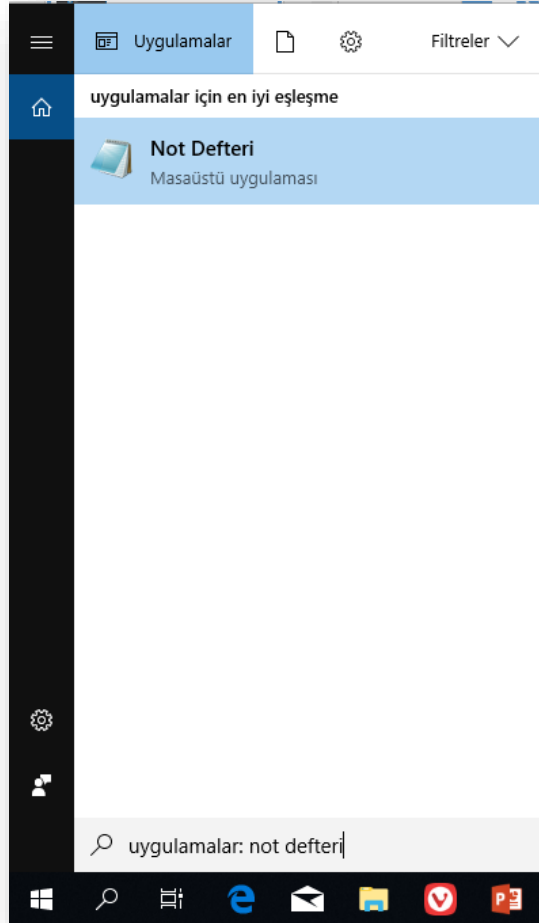 Uygulamalar
Filtreler
uygulamalar için en iyi eşleşme
Not Defteri
Masaüstü uygulaması
uygulamalar: not defteri